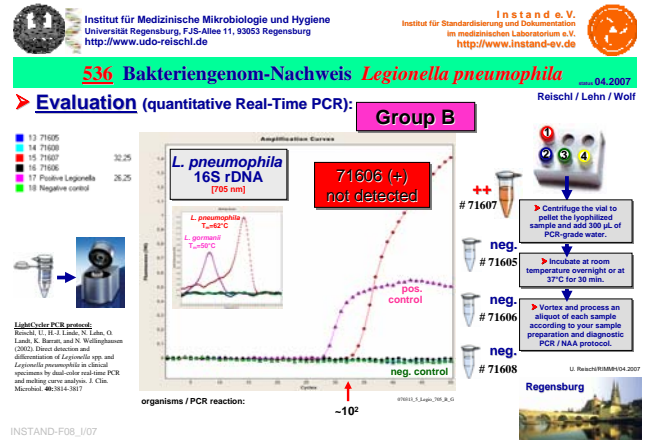 Institut für Medizinische Mikrobiologie und Hygiene
Universität Regensburg, FJS-Allee 11, 93053 Regensburg
http://www.udo-reischl.de
Instand e. V.
Institut für Standardisierung und Dokumentation
im medizinischen Laboratorium e.V.
http://www.instand-ev.de
536 Bakteriengenom-Nachweis Legionella pneumophila
status 04.2007
Evaluation (quantitative Real-Time PCR):
Group B
Reischl / Lehn / Wolf
13 71605
14 71608
15 71607 32,25
16 71606
17 Positive Legionella 26,25
18 Negative control
Amplification Curves
L. pneumophila
16S rDNA
[705 nm]
71606 (+)
not detected
L. pneumophila
Tm=62°C
L. gormanii
Tm=50°C
pos.
control
neg. control
Cycles
organisms / PCR reaction:
~10²
++
# 71607
neg.
# 71605
neg.
# 71606
neg.
# 71608
1
2
3
4
Centrifuge the vial to
pellet the lyophilized
sample and add 300 µL of
PCR-grade water.
Incubate at room
temperature overnight or at
37°C for 30 min.
Vortex and process an
aliquot of each sample
according to your sample
preparation and diagnostic
PCR / NAA protocol.
LightCycler PCR protocol:
Reischl, U., H.-J. Linde, N. Lehn, O.
Landt, K. Barratt, and N. Wellinghausen
(2002). Direct detection and
differentiation of Legionella spp. and
Legionella pneumophila in clinical
specimens by dual-color real-time PCR
and melting curve analysis. J. Clin.
Microbiol. 40:3814-3817
U. Reischl/RIMMH/04.2007
Regensburg
INSTAND-F08_I/07